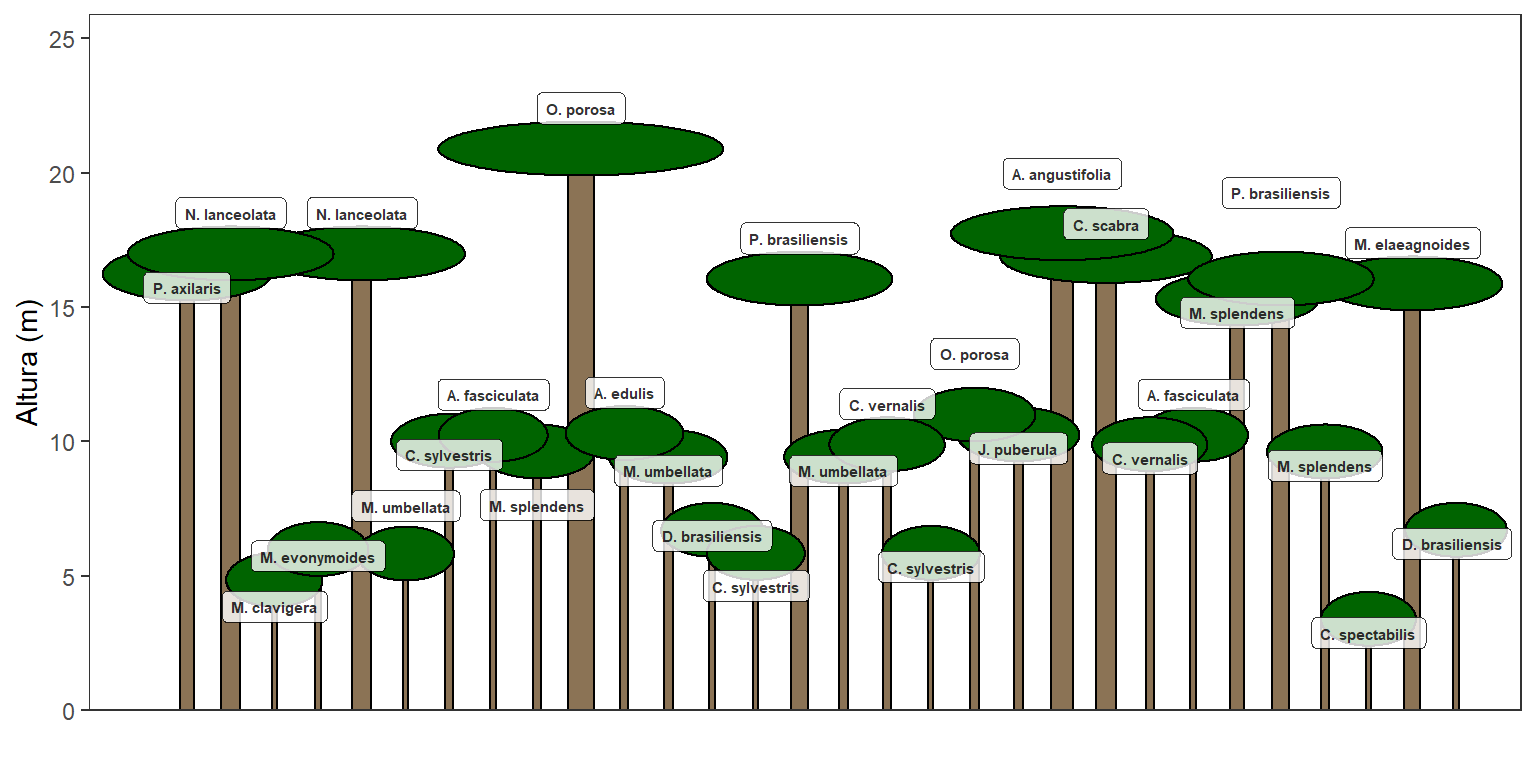 Altura (m)
25
20
15
10
5
0
O. porosa
A. angustifolia
P. brasiliensis
N. lanceolata
N. lanceolata
C. scabra
P. brasiliensis
M. elaeagnoides
P. axilaris
M. splendens
O. porosa
A. fasciculata
A. edulis
C. vernalis
A. fasciculata
C. sylvestris
M. umbellata
M. umbellata
J. puberula
C. vernalis
M. splendens
M. umbellata
M. splendens
D. brasiliensis
D. brasiliensis
M. evonymoides
C. sylvestris
C. sylvestris
M. clavigera
C. spectabilis